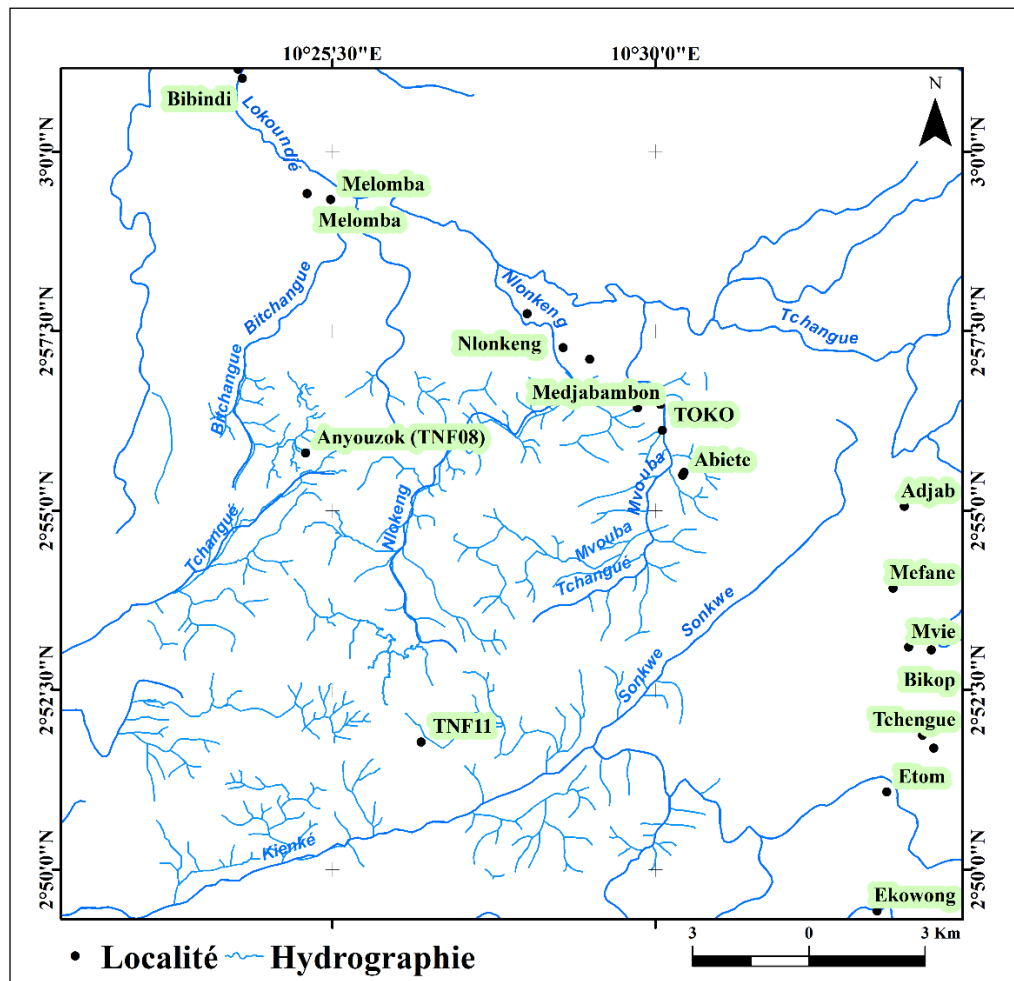 10°25'30"E
10°30'0"E
N
Bibindi
Lokoundjé
3°0'0"N
3°0'0"N
Melomba
Melomba
Bitchangue
Nlonkeng
Tchangue
2°57'30"N
2°57'30"N
Nlonkeng
Bitchangue
Medjabambon
TOKO
Anyouzok (TNF08)
Abiete
Mvouba
Adjab
2°55'0"N
2°55'0"N
Nlokeng
Tchangué
Mvouba
Tchangué
Mefane
Sonkwe
Mvie
Sonkwe
Bikop
2°52'30"N
2°52'30"N
Tchengue
TNF11
Etom
Kienké
2°50'0"N
2°50'0"N
Ekowong
Localité
Hydrographie
3 0 3 Km